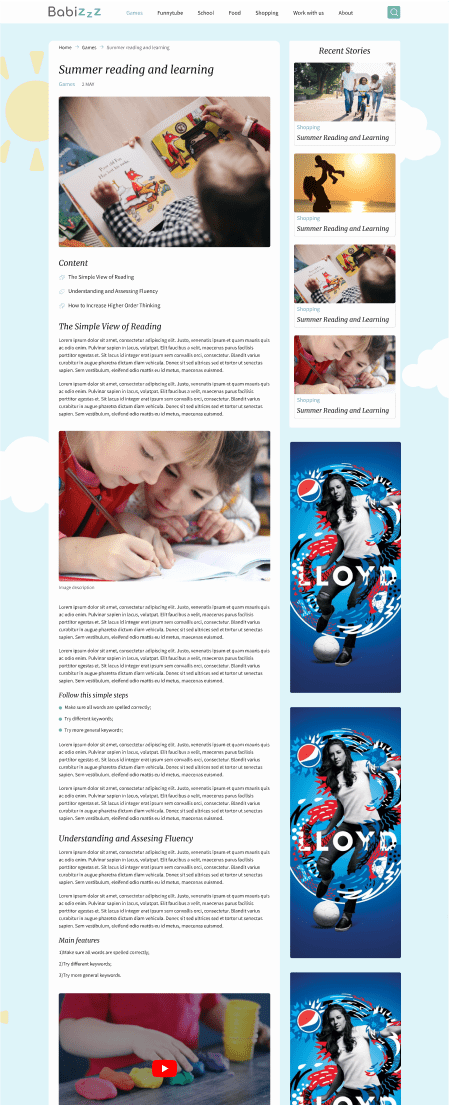 Babizzz
Games Funnytube School Food Shopping Work with us About
Home > Games > Summer reading and learning
Summer reading and learning
Games 2 MAY
Content
The Simple View of Reading
Understanding and Assessing Fluency
How to Increase Higher Order Thinking
The Simple View of Reading
Lorem ipsum dolor sit amet, consectetur adipiscing elit. Justo, venenatis ipsum et quam mauris quis
ac odio enim. Pulvinar sapien in lacus, volutpat. Elit faucibus a velit, maecenas purus facilisis
porttitor egestas et. Sit lacus id integer erat ipsum sem convallis orci, consectetur. Blandit varius
curabitur in augue pharetra dictum diam vehicula. Donec sit sed ultrices sed et tortor ut senectus
sapien. Sem vestibulum, eleifend odio mattis eu id metus, maecenas purus.
Lorem ipsum dolor sit amet, consectetur adipiscing elit. Justo, venenatis ipsum et quam mauris quis
ac odio enim. Pulvinar sapien in lacus, volutpat. Elit faucibus a velit, maecenas purus facilisis
porttitor egestas et. Sit lacus id integer erat ipsum sem convallis orci, consectetur. Blandit varius
curabitur in augue pharetra dictum diam vehicula. Donec sit sed ultrices sed et tortor ut senectus
sapien. Sem vestibulum, eleifend odio mattis eu id metus, maecenas purus.
Image description
Lorem ipsum dolor sit amet, consectetur adipiscing elit. Justo, venenatis ipsum et quam mauris quis
ac odio enim. Pulvinar sapien in lacus, volutpat. Elit faucibus a velit, maecenas purus facilisis
porttitor egestas et. Sit lacus id integer erat ipsum sem convallis orci, consectetur. Blandit varius
curabitur in augue pharetra dictum diam vehicula. Donec sit sed ultrices sed et tortor ut senectus
sapien. Sem vestibulum, eleifend odio mattis eu id metus, maecenas purus.
Lorem ipsum dolor sit amet, consectetur adipiscing elit. Justo, venenatis ipsum et quam mauris quis
ac odio enim. Pulvinar sapien in lacus, volutpat. Elit faucibus a velit, maecenas purus facilisis
porttitor egestas et. Sit lacus id integer erat ipsum sem convallis orci, consectetur. Blandit varius
curabitur in augue pharetra dictum diam vehicula. Donec sit sed ultrices sed et tortor ut senectus
sapien. Sem vestibulum, eleifend odio mattis eu id metus, maecenas purus.
Follow this simple steps
Make sure all words are spelled correctly;
Try different keywords;
Try more general keywords;
Lorem ipsum dolor sit amet, consectetur adipiscing elit. Justo, venenatis ipsum et quam mauris quis
ac odio enim. Pulvinar sapien in lacus, volutpat. Elit faucibus a velit, maecenas purus facilisis
porttitor egestas et. Sit lacus id integer erat ipsum sem convallis orci, consectetur. Blandit varius
curabitur in augue pharetra dictum diam vehicula. Donec sit sed ultrices sed et tortor ut senectus
sapien. Sem vestibulum, eleifend odio mattis eu id metus, maecenas purus.
Lorem ipsum dolor sit amet, consectetur adipiscing elit. Justo, venenatis ipsum et quam mauris quis
ac odio enim. Pulvinar sapien in lacus, volutpat. Elit faucibus a velit, maecenas purus facilisis
porttitor egestas et. Sit lacus id integer erat ipsum sem convallis orci, consectetur. Blandit varius
curabitur in augue pharetra dictum diam vehicula. Donec sit sed ultrices sed et tortor ut senectus
sapien. Sem vestibulum, eleifend odio mattis eu id metus, maecenas purus.
Understanding and Assesing Fluency
Lorem ipsum dolor sit amet, consectetur adipiscing elit. Justo, venenatis ipsum et quam mauris quis
ac odio enim. Pulvinar sapien in lacus, volutpat. Elit faucibus a velit, maecenas purus facilisis
porttitor egestas et. Sit lacus id integer erat ipsum sem convallis orci, consectetur. Blandit varius
curabitur in augue pharetra dictum diam vehicula. Donec sit sed ultrices sed et tortor ut senectus
sapien. Sem vestibulum, eleifend odio mattis eu id metus, maecenas purus.
Lorem ipsum dolor sit amet, consectetur adipiscing elit. Justo, venenatis ipsum et quam mauris quis
ac odio enim. Pulvinar sapien in lacus, volutpat. Elit faucibus a velit, maecenas purus facilisis
porttitor egestas et. Sit lacus id integer erat ipsum sem convallis orci, consectetur. Blandit varius
curabitur in augue pharetra dictum diam vehicula. Donec sit sed ultrices sed et tortor ut senectus
sapien. Sem vestibulum, eleifend odio mattis eu id metus, maecenas purus.
Main features
1)Make sure all words are spelled correctly;
2)Try different keywords;
3)Try more general keywords.
Recent Stories
Shopping
Summer Reading and Learning
Shopping
Summer Reading and Learning
Shopping
Summer Reading and Learning
Shopping
Summer Reading and Learning
LLOYD
LLOYD
LLOYD